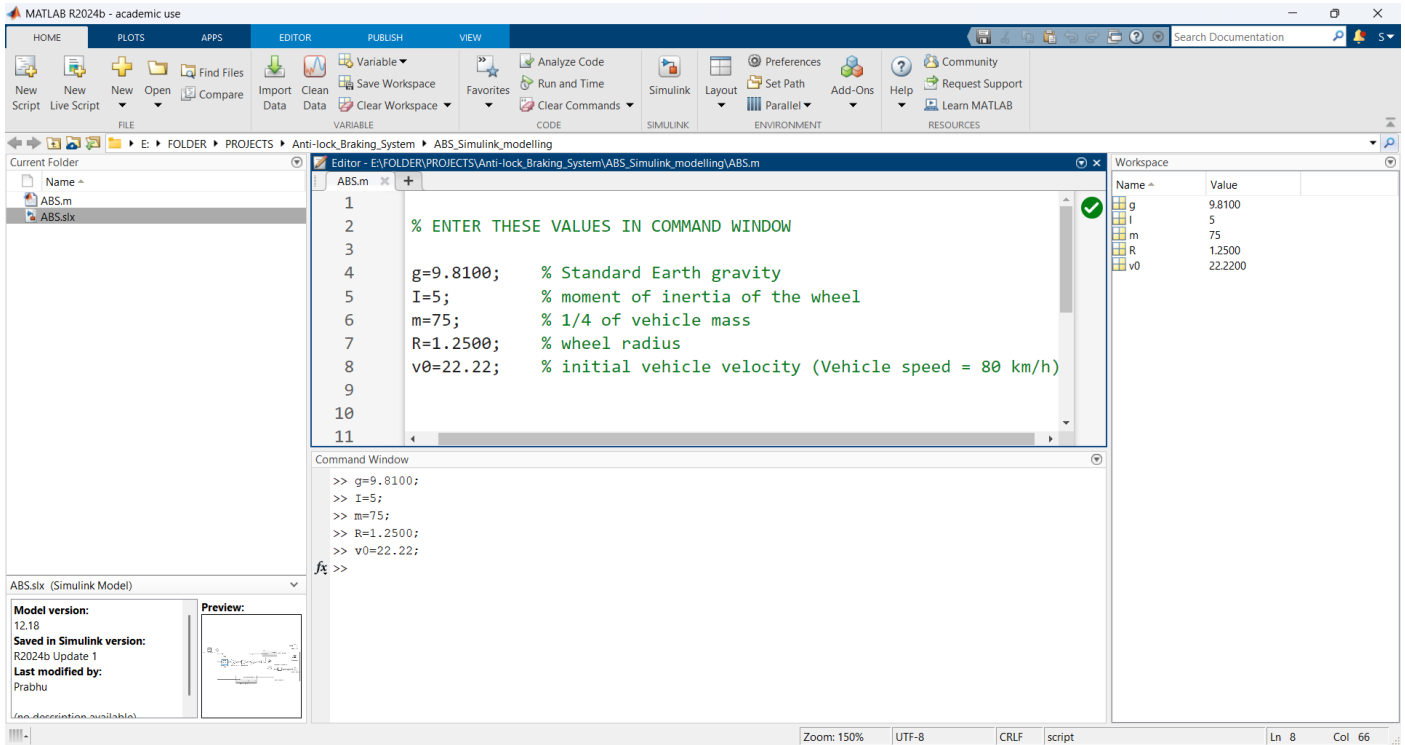 MATLAB R2024b - academic use
HOME PLOTS APPS EDITOR PUBLISH VIEW
Search Documentation
S
New Script
New Live Script
New
Open
Find Files
Compare
Import Data
Clean Data
Variable
Save Workspace
Clear Workspace
Favorites
Analyze Code
Run and Time
Clear Commands
Simulink
Layout
Preferences
Set Path
Parallel
Add-Ons
Help
Community
Request Support
Learn MATLAB
FILE VARIABLE CODE SIMULINK ENVIRONMENT RESOURCES
E: FOLDER PROJECTS Anti-lock_Braking_System ABS_Simulink_modelling
Current Folder
Name
ABS.m
ABS.slx
Editor - E:\FOLDER\PROJECTS\Anti-lock_Braking_System\ABS_Simulink_modelling\ABS.m
ABS.m
1
2 % ENTER THESE VALUES IN COMMAND WINDOW
3
4 g=9.8100; % Standard Earth gravity
5 I=5; % moment of inertia of the wheel
6 m=75; % 1/4 of vehicle mass
7 R=1.2500; % wheel radius
8 v0=22.22; % initial vehicle velocity (Vehicle speed = 80 km/h)
9
10
11
Workspace
Name Value
g 9.8100
I 5
m 75
R 1.2500
v0 22.2200
Command Window
>> g=9.8100;
>> I=5;
>> m=75;
>> R=1.2500;
>> v0=22.22;
fx >>
ABS.slx (Simulink Model)
Model version:
12.18
Saved in Simulink version:
R2024b Update 1
Last modified by:
Prabhu
(no description available)
Preview:
Zoom: 150% UTF-8 CRLF script Ln 8 Col 66